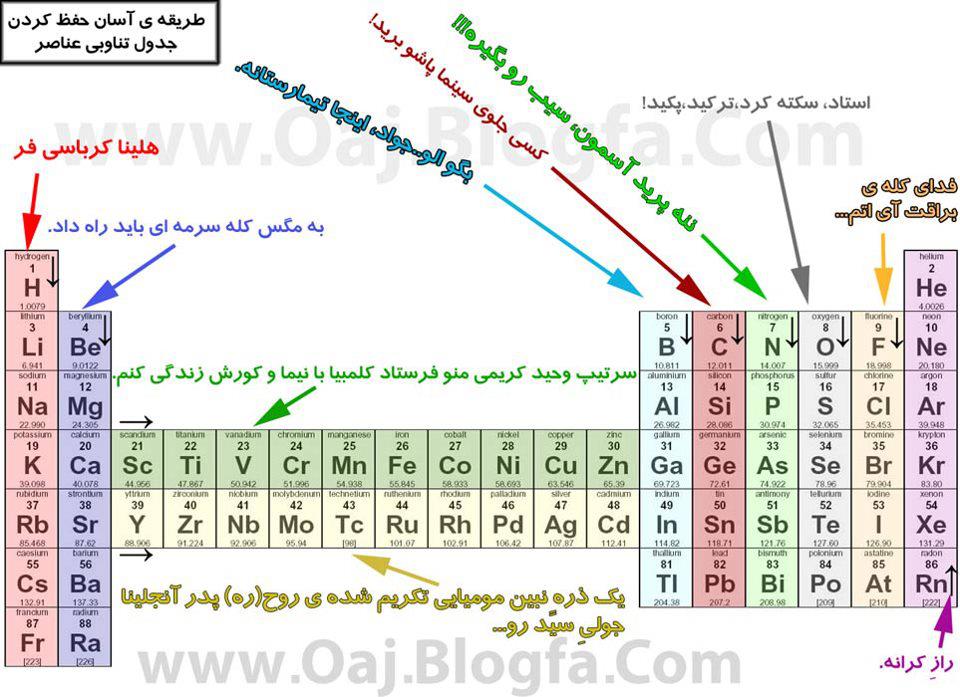 طریقه ی آسان حفظ کردن
جدول تناوبی عناصر
ننه پرید آسمون، سیب رو بگیره!!!
کسی جلوی سینما پاشو برید!
بگو الو..جواد، اینجا تیمارستانه.
استاد، سکته کرد،ترکید،پکید!
www.Oaj.Blogfa.Com
هلینا کرباسی فر
فدای کله ی
براقت آی اتم...
به مگس کله سرمه ای باید راه داد.
hydrogen helium
1 2
H He
1.0079 4.0026
lithium beryllium boron carbon nitrogen oxygen fluorine neon
3 4 5 6 7 8 9 10
Li Be B C N O F Ne
6.941 9.0122 10.811 12.011 14.007 15.999 18.998 20.180
سرتیپ وحید کریمی منو فرستاد کلمبیا با نیما و کورش زندگی کنم.
sodium magnesium aluminium silicon phosphorus sulfur chlorine argon
11 12 13 14 15 16 17 18
Na Mg Al Si P S Cl Ar
22.990 24.305 26.982 28.086 30.974 32.065 35.453 39.948
potassium calcium scandium titanium vanadium chromium manganese iron cobalt nickel copper zinc gallium germanium arsenic selenium bromine krypton
19 20 21 22 23 24 25 26 27 28 29 30 31 32 33 34 35 36
K Ca Sc Ti V Cr Mn Fe Co Ni Cu Zn Ga Ge As Se Br Kr
39.098 40.078 44.956 47.867 50.942 51.996 54.938 55.845 58.933 58.693 63.546 65.39 69.723 72.61 74.922 78.96 79.904 83.80
rubidium strontium yttrium zirconium niobium molybdenum technetium ruthenium rhodium palladium silver cadmium indium tin antimony tellurium iodine xenon
37 38 39 40 41 42 43 44 45 46 47 48 49 50 51 52 53 54
Rb Sr Y Zr Nb Mo Tc Ru Rh Pd Ag Cd In Sn Sb Te I Xe
85.468 87.62 88.906 91.224 92.906 95.94 [98] 101.07 102.91 106.42 107.87 112.41 114.82 118.71 121.76 127.60 126.90 131.29
caesium barium thallium lead bismuth polonium astatine radon
55 56 81 82 83 84 85 86
Cs Ba Tl Pb Bi Po At Rn
132.91 137.33 204.38 207.2 208.98 [209] [210] [222]
یک ذره نبین مومیایی تکریم شده ی روح(ره) پدر آنجلینا
جولیِ سیِّد رو...
francium radium
87 88
Fr Ra
[223] [226]
رازِ کرانه.
www.Oaj.Blogfa.Com